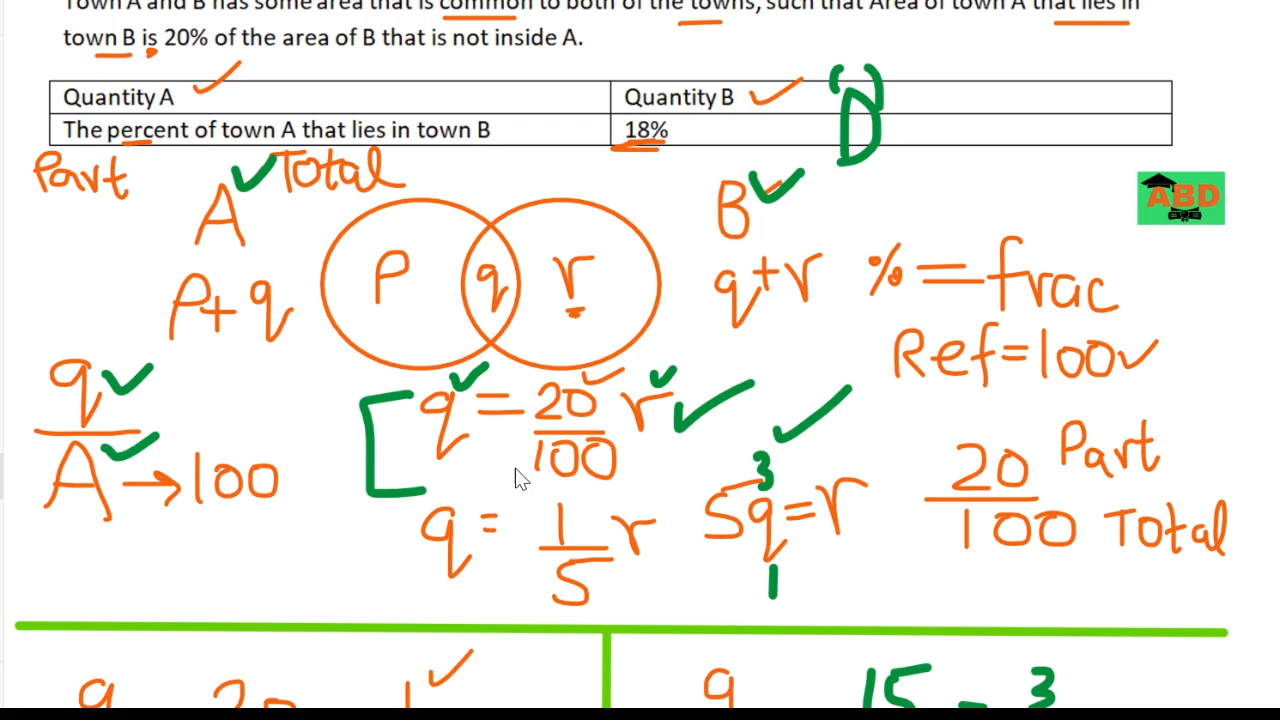 Town A and B has some area that is common to both of the towns, such that Area of town A that lies in
town B is 20% of the area of B that is not inside A.
Quantity A Quantity B
The percent of town A that lies in town B 18%
D
Part Total
A B
ABD
P q r
P+q q+r % = frac
Ref=100
q
A → 100
q = 20/100 r
20 Part
100 Total
q = 1/5 r
5q=r
3
1
q 20 1
q 15 = 3